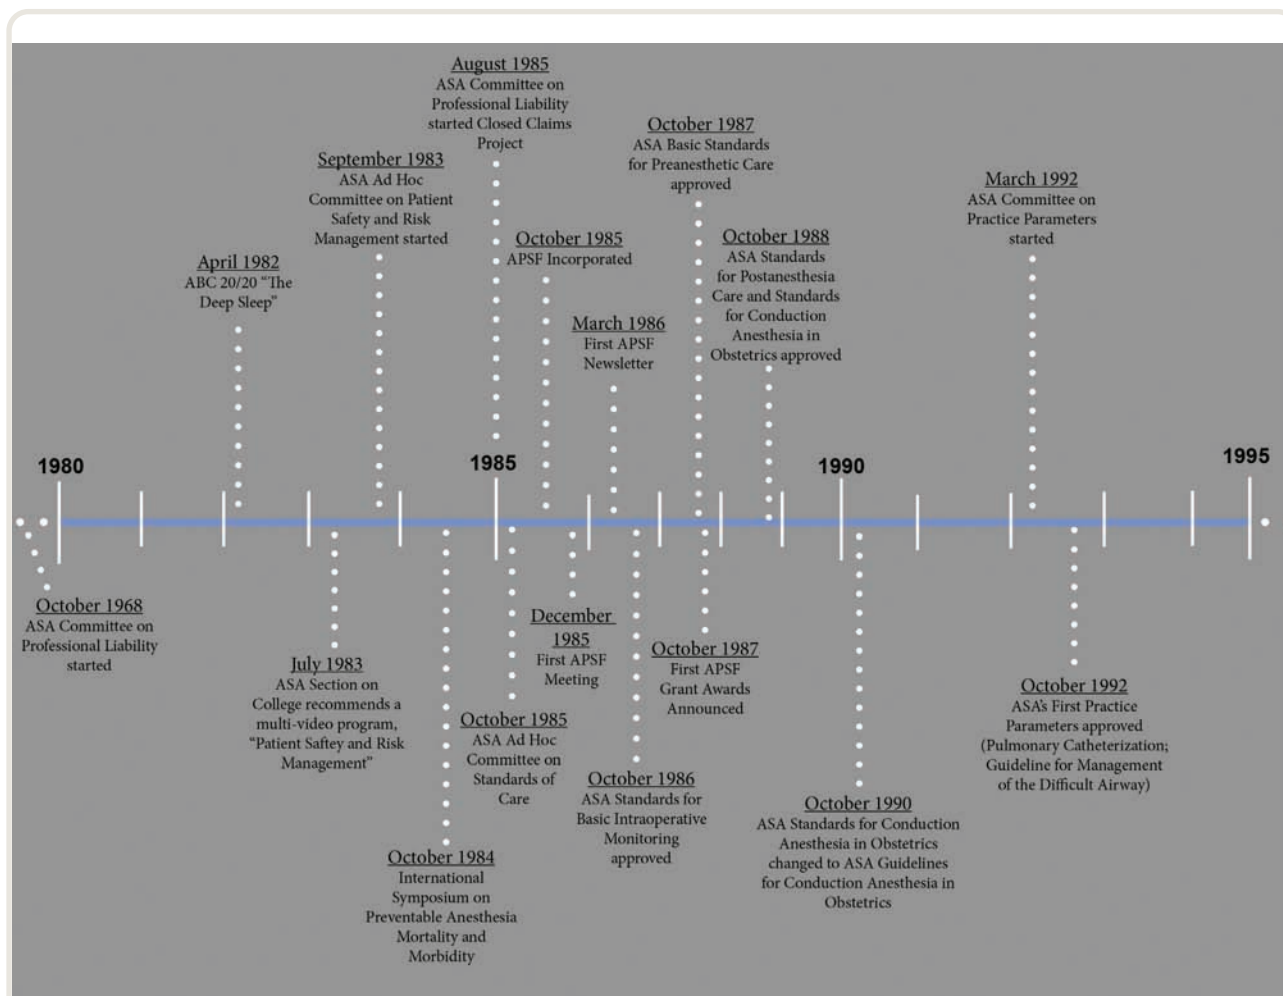 August 1985
ASA Committee on
Professional Liability
started Closed Claims
Project
October 1987
ASA Basic Standards
for Preanesthetic Care
approved
September 1983
ASA Ad Hoc
Committee on Patient
Safety and Risk
Management started
March 1992
ASA Committee on
Practice Parameters
started
October 1985
APSF Incorporated
October 1988
ASA Standards
for Postanesthesia
Care and Standards
for Conduction
Anesthesia in
Obstetrics approved
April 1982
ABC 20/20 “The
Deep Sleep”
March 1986
First APSF
Newsletter
1980
1985
1990
1995
October 1968
ASA Committee on
Professional Liability
started
July 1983
ASA Section on
College recommends a
multi-video program,
“Patient Saftey and Risk
Management”
October 1984
International
Symposium on
Preventable Anesthesia
Mortality and
Morbidity
October 1985
ASA Ad Hoc
Committee on
Standards of
Care
December
1985
First APSF
Meeting
October 1986
ASA Standards for
Basic Intraoperative
Monitoring
approved
October 1987
First APSF
Grant Awards
Announced
October 1990
ASA Standards for Conduction
Anesthesia in Obstetrics
changed to ASA Guidelines
for Conduction Anesthesia in
Obstetrics
October 1992
ASA's First Practice
Parameters approved
(Pulmonary Catheterization;
Guideline for Management
of the Difficult Airway)